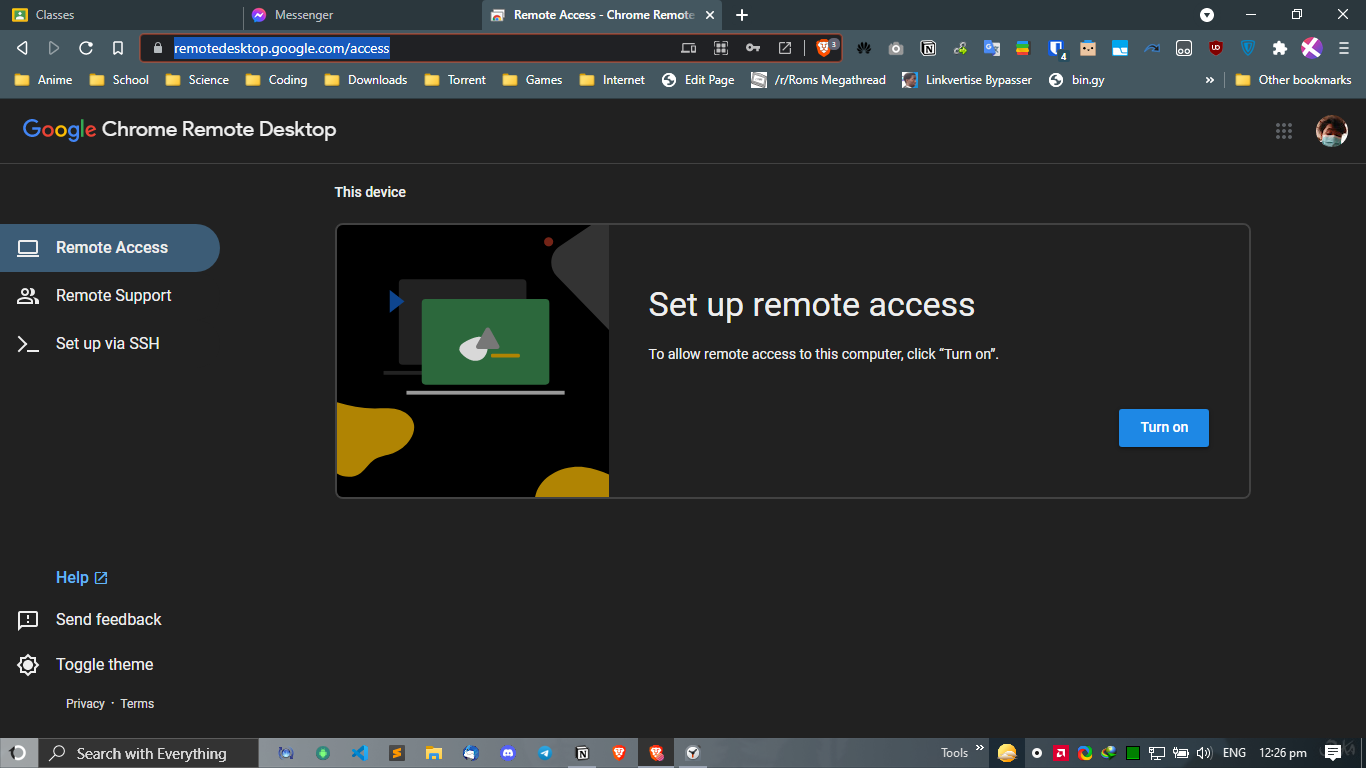 Classes
Messenger
Remote Access - Chrome Remote
remotedesktop.google.com/access
3
4
UD
Anime
School
Science
Coding
Downloads
Torrent
Games
Internet
Edit Page
/r/Roms Megathread
Linkvertise Bypasser
bin.gy
»
Other bookmarks
Google Chrome Remote Desktop
This device
Remote Access
Remote Support
Set up via SSH
Set up remote access
To allow remote access to this computer, click “Turn on”.
Turn on
Help
Send feedback
Toggle theme
Privacy · Terms
Search with Everything
Tools »
ENG
12:26 pm